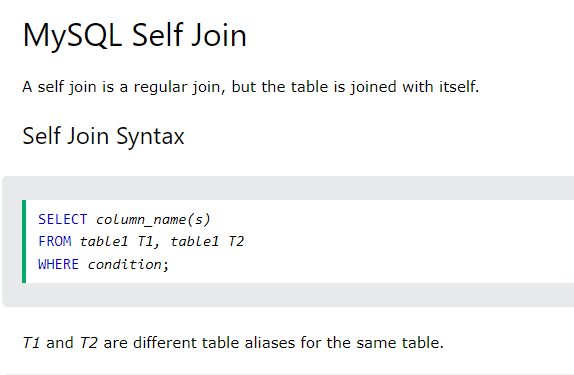 MySQL Self Join
A self join is a regular join, but the table is joined with itself.
Self Join Syntax
SELECT column_name(s)
FROM table1 T1, table1 T2
WHERE condition;
T1 and T2 are different table aliases for the same table.